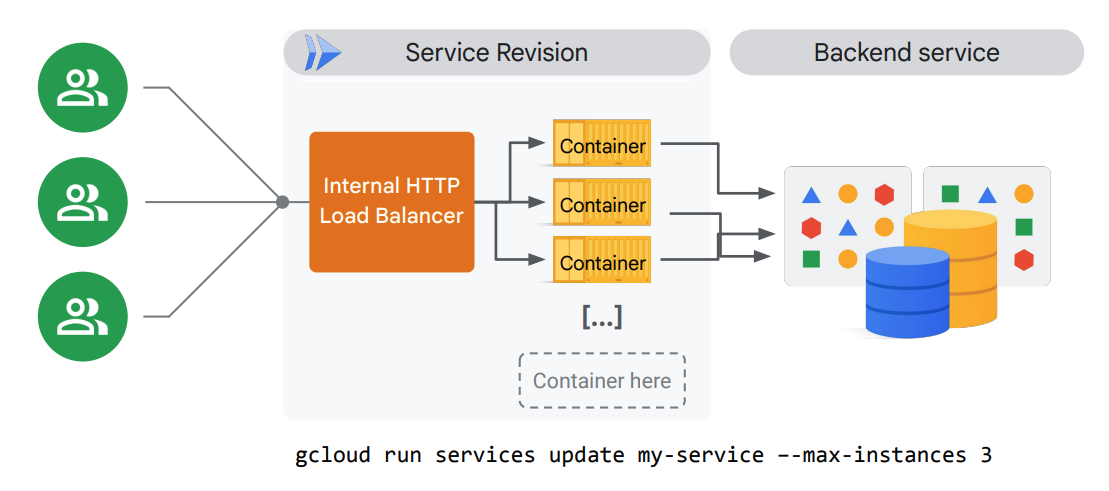 Service Revision
Backend service
Internal HTTP
Load Balancer
Container
Container
Container
[...]
Container here
gcloud run services update my-service –-max-instances 3